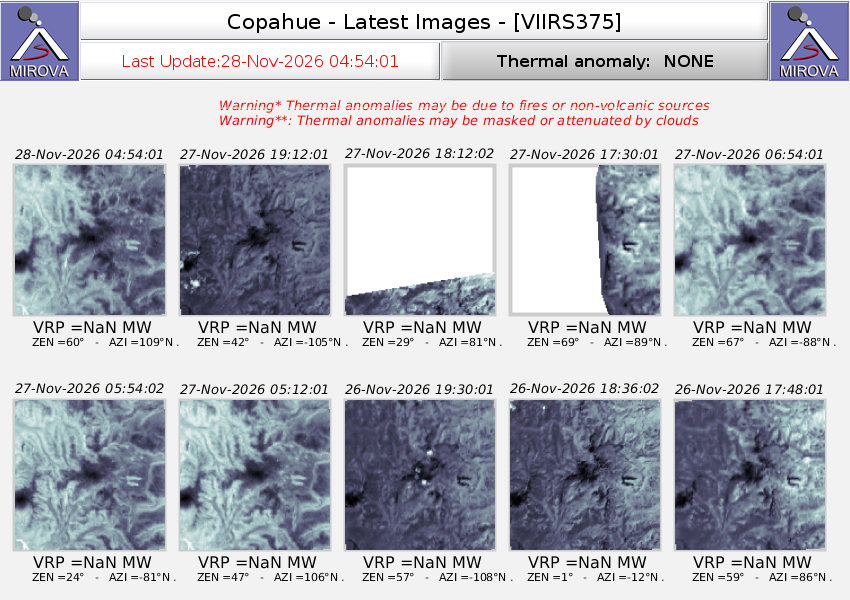 Copahue - Latest Images - [VIIRS375]
MIROVA
Last Update:28-Nov-2026 04:54:01
Thermal anomaly: NONE
MIROVA
Warning* Thermal anomalies may be due to fires or non-volcanic sources
Warning**: Thermal anomalies may be masked or attenuated by clouds
28-Nov-2026 04:54:01
27-Nov-2026 19:12:01
27-Nov-2026 18:12:02
27-Nov-2026 17:30:01
27-Nov-2026 06:54:01
VRP =NaN MW
VRP =NaN MW
VRP =NaN MW
VRP =NaN MW
VRP =NaN MW
ZEN =60° - AZI =109°N .
ZEN =42° - AZI =-105°N .
ZEN =29° - AZI =81°N .
ZEN =69° - AZI =89°N .
ZEN =67° - AZI =-88°N .
27-Nov-2026 05:54:02
27-Nov-2026 05:12:01
26-Nov-2026 19:30:01
26-Nov-2026 18:36:02
26-Nov-2026 17:48:01
VRP =NaN MW
VRP =NaN MW
VRP =NaN MW
VRP =NaN MW
VRP =NaN MW
ZEN =24° - AZI =-81°N .
ZEN =47° - AZI =106°N .
ZEN =57° - AZI =-108°N .
ZEN =1° - AZI =-12°N .
ZEN =59° - AZI =86°N .